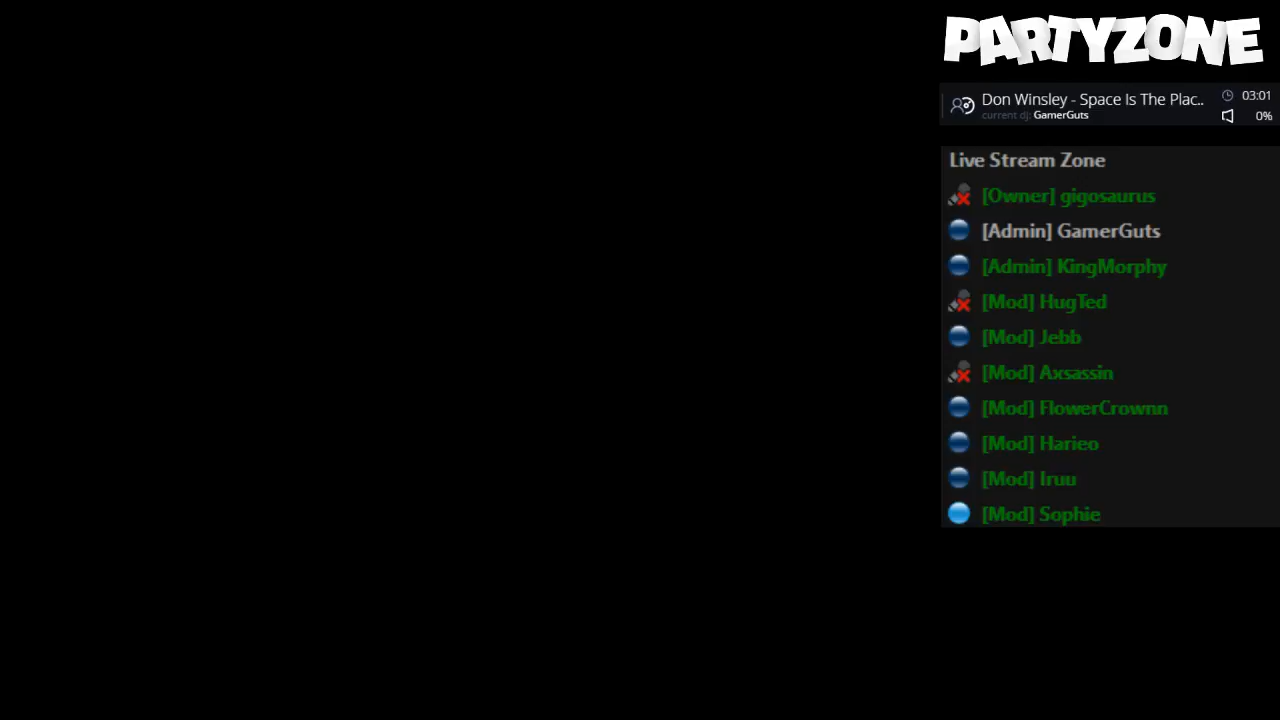 PARTYZONE
Don Winsley - Space Is The Plac.. 03:01
current dj: GamerGuts 0%
Live Stream Zone
[Owner] gigosaurus
[Admin] GamerGuts
[Admin] KingMorphy
[Mod] HugTed
[Mod] Jebb
[Mod] Axsassin
[Mod] FlowerCrownn
[Mod] Harieo
[Mod] Iruu
[Mod] Sophie